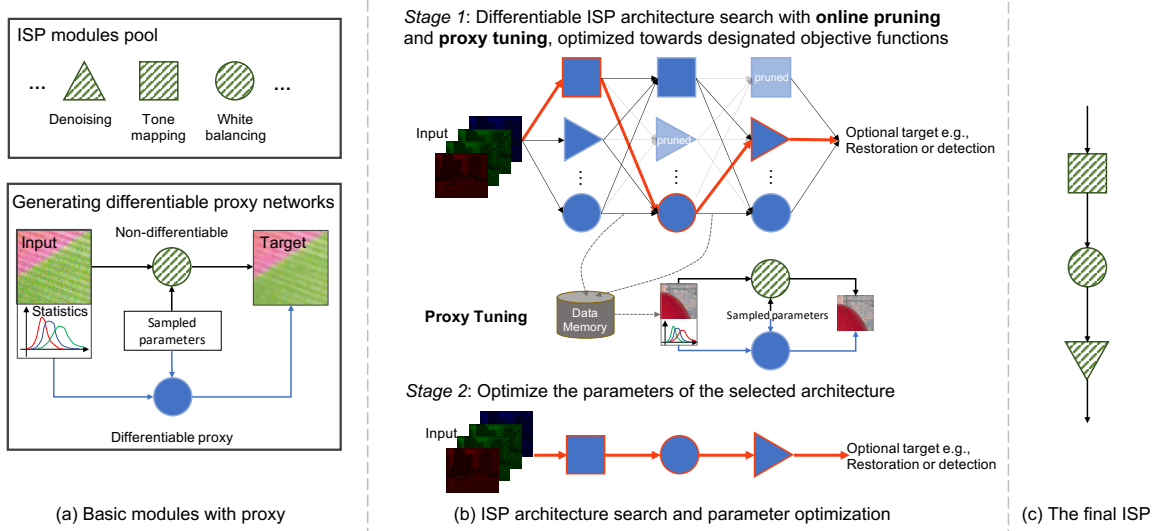 ISP modules pool
... ...
Denoising
Tone
mapping
White
balancing
Generating differentiable proxy networks
Input
Non-differentiable
Target
Statistics
Sampled
parameters
Differentiable proxy
(a) Basic modules with proxy
Stage 1: Differentiable ISP architecture search with online pruning
and proxy tuning, optimized towards designated objective functions
Input
pruned
pruned
...
...
...
Optional target e.g.,
Restoration or detection
Proxy Tuning
Data
Memory
Sampled parameters
Stage 2: Optimize the parameters of the selected architecture
Input
Optional target e.g.,
Restoration or detection
(b) ISP architecture search and parameter optimization
(c) The final ISP